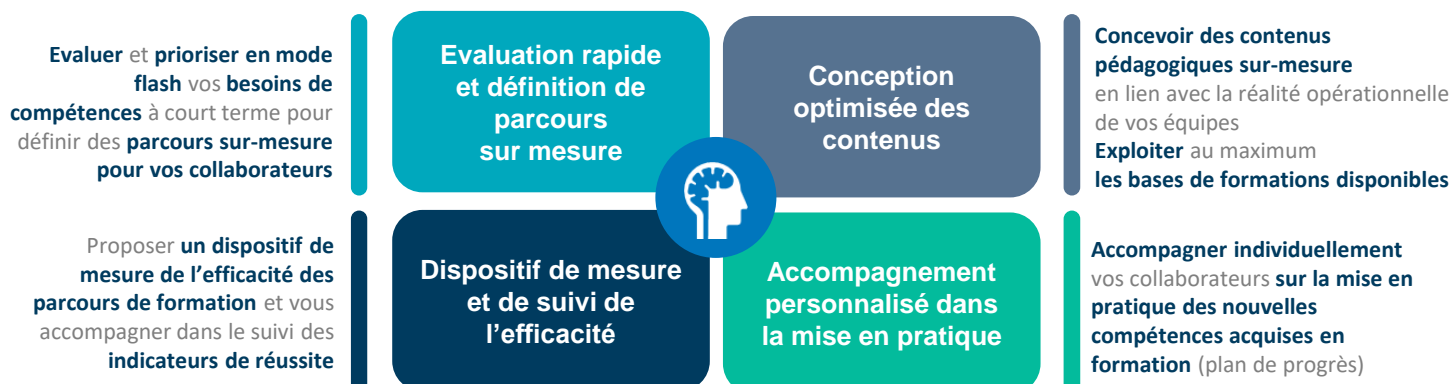 Evaluer et prioriser en mode
flash vos besoins de
compétences à court terme pour
définir des parcours sur-mesure
pour vos collaborateurs
Evaluation rapide
et définition de
parcours
sur mesure
Conception
optimisée des
contenus
Concevoir des contenus
pédagogiques sur-mesure
en lien avec la réalité opérationnelle
de vos équipes
Exploiter au maximum
les bases de formations disponibles
Proposer un dispositif de
mesure de l’efficacité des
parcours de formation et vous
accompagner dans le suivi des
indicateurs de réussite
Dispositif de mesure
et de suivi de
l’efficacité
Accompagnement
personnalisé dans
la mise en pratique
Accompagner individuellement
vos collaborateurs sur la mise en
pratique des nouvelles
compétences acquises en
formation (plan de progrès)